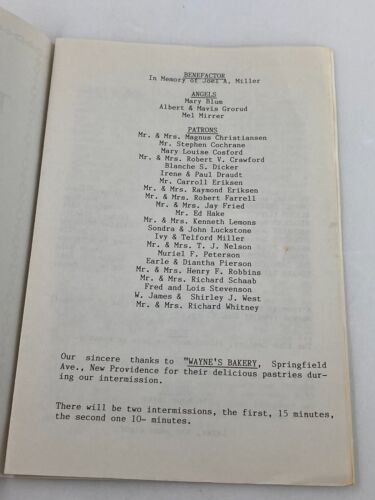 BENEFACTOR
In Memory of Joel A. Miller
ANGELS
Mary Blum
Albert & Mavis Grorud
Mel Mirrer
PATRONS
Mr. & Mrs. Magnus Christiansen
Mr. Stephen Cochrane
Mary Louise Cosford
Mr. & Mrs. Robert V. Crawford
Blanche S. Dicker
Irene & Paul Draudt
Mr. Carroll Eriksen
Mr. & Mrs. Raymond Eriksen
Mr. & Mrs. Robert Farrell
Mr. & Mrs. Jay Fried
Mr. Ed Hake
Mr. & Mrs. Kenneth Lemons
Sondra & John Luckstone
Ivy & Telford Miller
Mr. & Mrs. T. J. Nelson
Muriel F. Peterson
Earle & Diantha Pierson
Mr. & Mrs. Henry F. Robbins
Mr. & Mrs. Richard Schaab
Fred and Lois Stevenson
W. James & Shirley J. West
Mr. & Mrs. Richard Whitney
Our sincere thanks to "WAYNE'S BAKERY, Springfield
Ave., New Providence for their delicious pastries dur-
ing our intermission.
There will be two intermissions, the first, 15 minutes,
the second one 10- minutes.